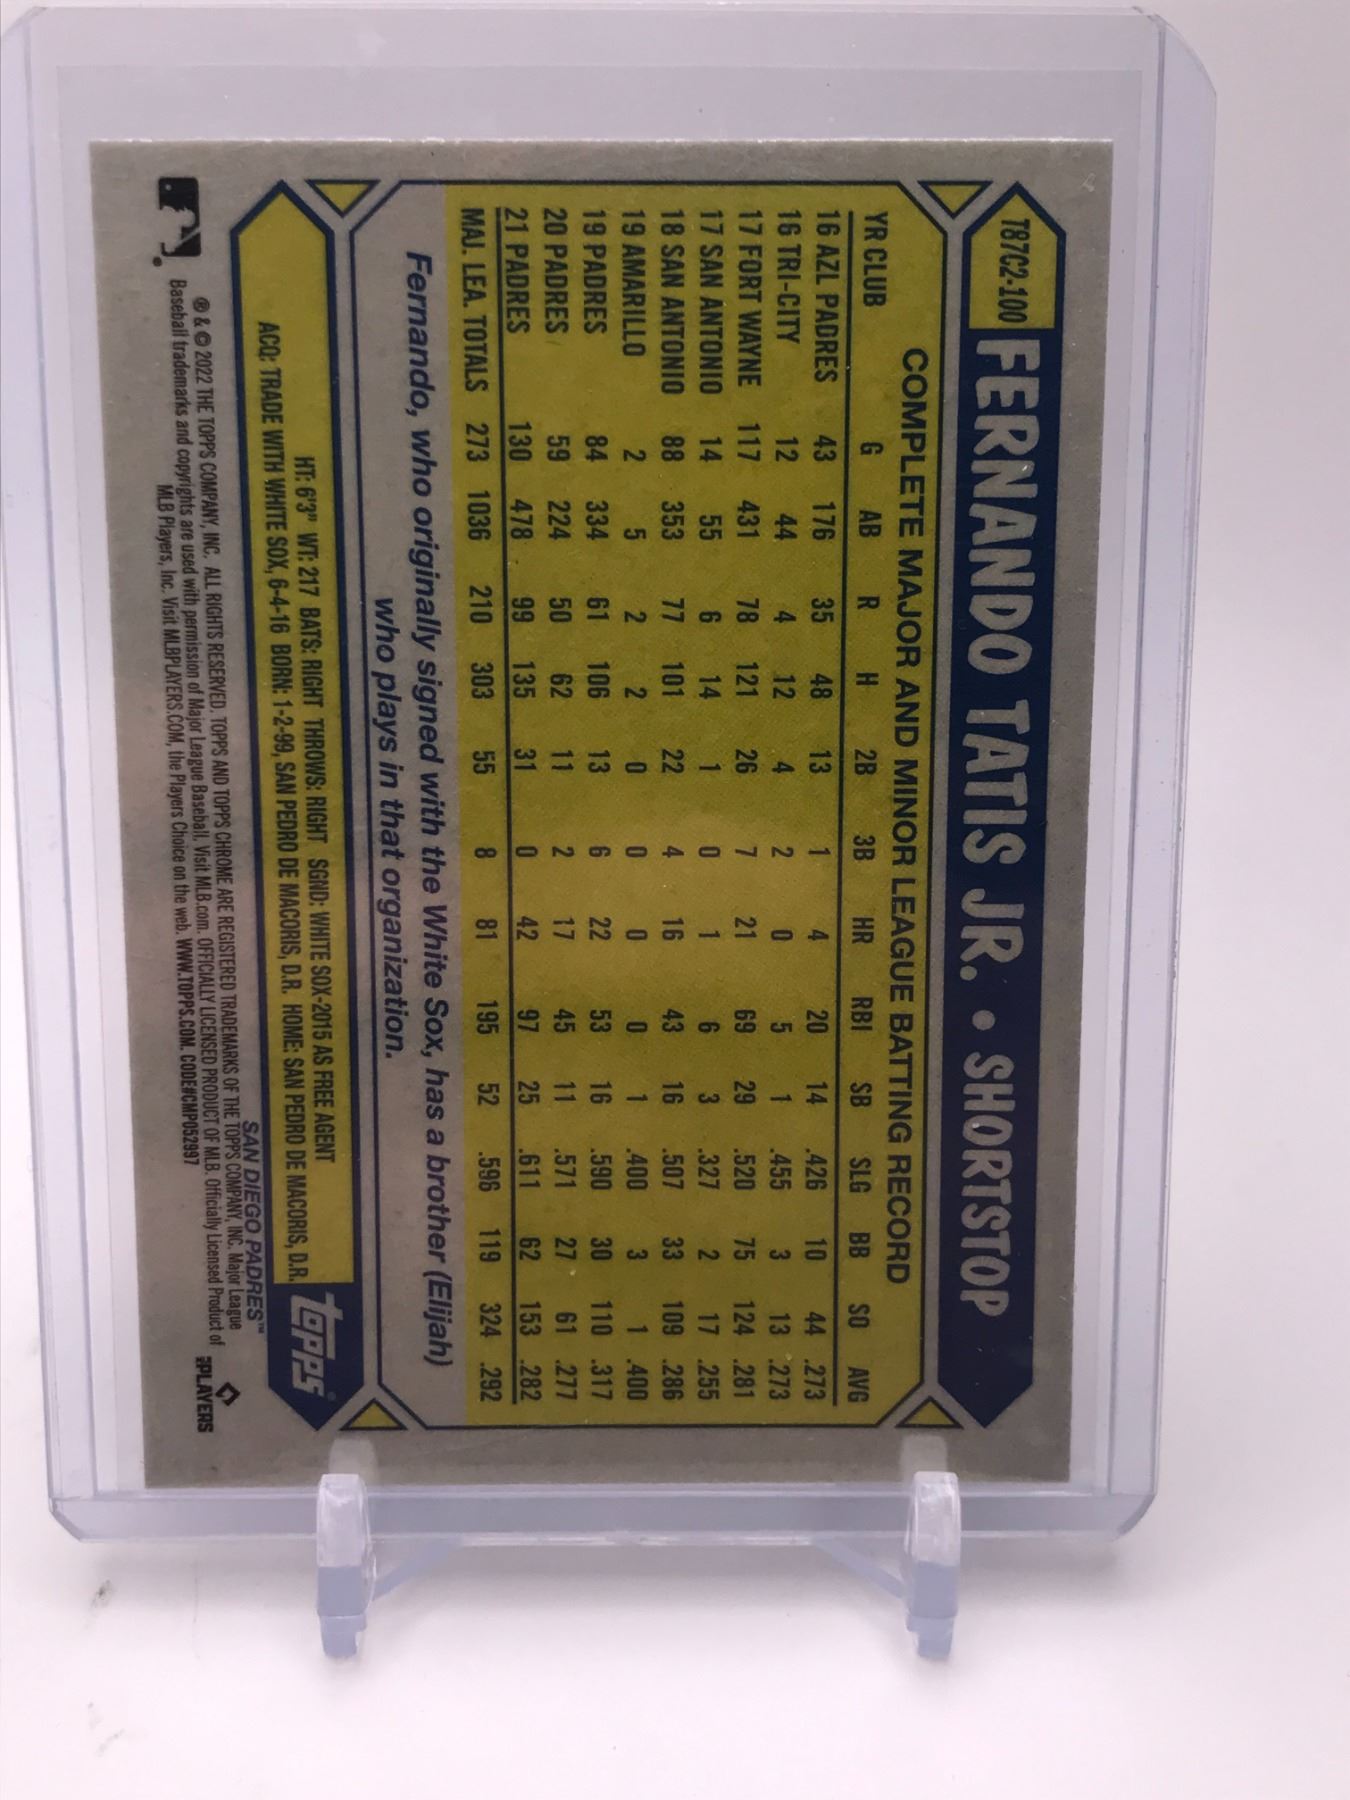 T87C2-100 FERNANDO TATIS JR. • SHORTSTOP
COMPLETE MAJOR AND MINOR LEAGUE BATTING RECORD
YR CLUB G AB R H 2B 3B HR RBI SB SLG BB SO AVG
16 AZL PADRES 43 176 35 48 13 1 4 20 14 .426 10 44 .273
16 TRI-CITY 12 44 4 12 4 2 0 5 1 .455 3 13 .273
17 FORT WAYNE 117 431 78 121 26 7 21 69 29 .520 75 124 .281
17 SAN ANTONIO 14 55 6 14 1 0 1 6 3 .327 2 17 .255
18 SAN ANTONIO 88 353 77 101 22 4 16 43 16 .507 33 109 .286
19 AMARILLO 2 5 2 2 0 0 0 0 1 .400 3 1 .400
19 PADRES 84 334 61 106 13 6 22 53 16 .590 30 110 .317
20 PADRES 59 224 50 62 11 2 17 45 11 .571 27 61 .277
21 PADRES 130 478 99 135 31 0 42 97 25 .611 62 153 .282
MAJ. LEA. TOTALS 273 1036 210 303 55 8 81 195 52 .596 119 324 .292
Fernando, who originally signed with the White Sox, has a brother (Elijah)
who plays in that organization.
HT: 6'3" WT: 217 BATS: RIGHT THROWS: RIGHT SGND: WHITE SOX-2015 AS FREE AGENT
ACQ: TRADE WITH WHITE SOX, 6-4-16 BORN: 1-2-99, SAN PEDRO DE MACORIS, D.R. HOME: SAN PEDRO DE MACORIS, D.R.
topps®
SAN DIEGO PADRES™
® & © 2022 THE TOPPS COMPANY, INC. ALL RIGHTS RESERVED. TOPPS AND TOPPS CHROME ARE REGISTERED TRADEMARKS OF THE TOPPS COMPANY, INC. Major League
Baseball trademarks and copyrights are used with permission of Major League Baseball. Visit MLB.com. OFFICIALLY LICENSED PRODUCT OF MLB. Officially Licensed Product of
MLB Players, Inc. Visit MLBPLAYERS.COM, the Players Choice on the web. WWW.TOPPS.COM. CODE#CMP052997
PLAYERS